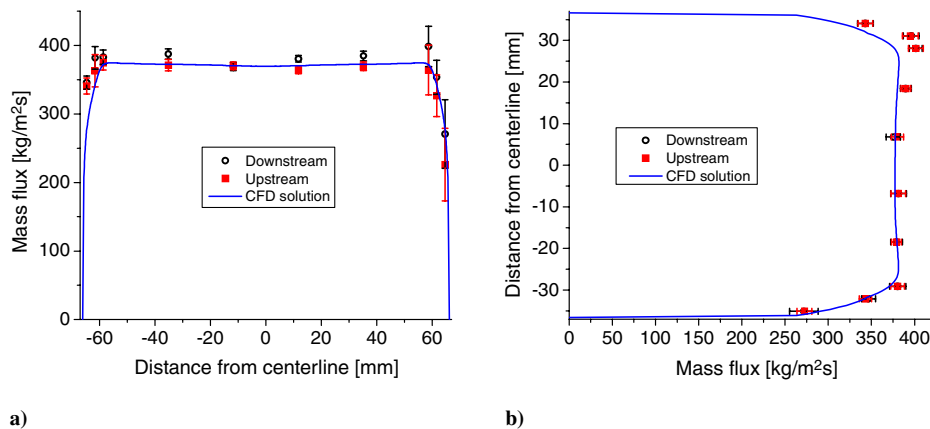 400
300
200
100
0
Mass flux [kg/m²s]
Downstream
Upstream
CFD solution
-60 -40 -20 0 20 40 60
Distance from centerline [mm]
a)
30
20
10
0
-10
-20
-30
Distance from centerline [mm]
Downstream
Upstream
CFD solution
0 50 100 150 200 250 300 350 400
Mass flux [kg/m²s]
b)